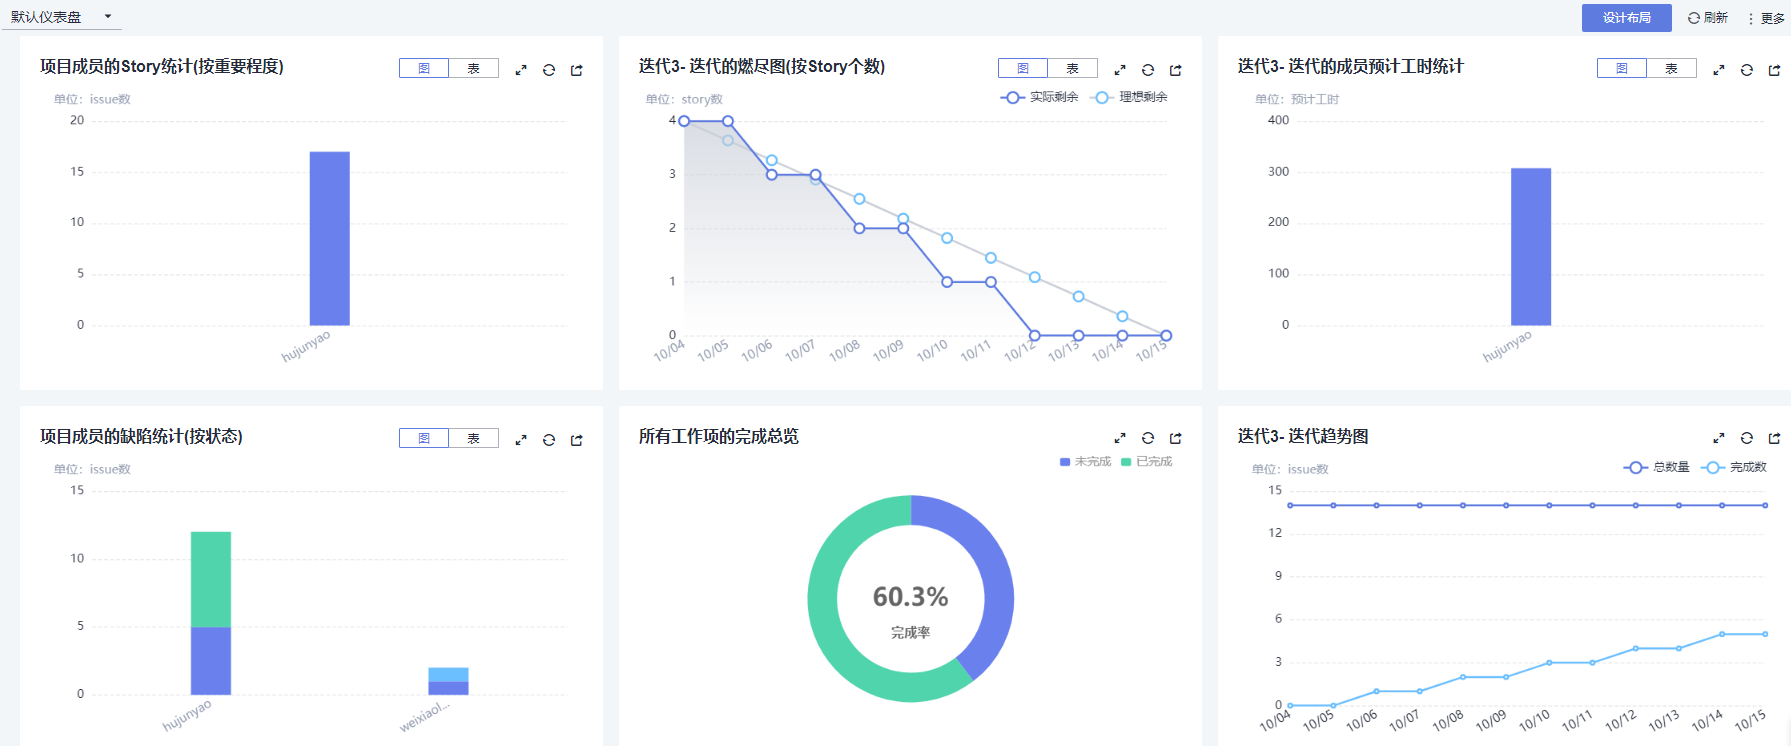 默认仪表盘
设计布局 刷新 更多
项目成员的Story统计(按重要程度)
图 表
单位：issue数
20
15
10
5
0
hujunyao
迭代3- 迭代的燃尽图(按Story个数)
图 表
单位：story数
实际剩余 理想剩余
4
3
2
1
0
10/04 10/05 10/06 10/07 10/08 10/09 10/10 10/11 10/12 10/13 10/14 10/15
迭代3- 迭代的成员预计工时统计
图 表
单位：预计工时
400
300
200
100
0
hujunyao
项目成员的缺陷统计(按状态)
图 表
单位：issue数
15
10
5
0
hujunyao weixiaol...
所有工作项的完成总览
未完成 已完成
60.3%
完成率
迭代3- 迭代趋势图
单位：issue数
总数量 完成数
15
12
9
6
3
0
10/04 10/05 10/06 10/07 10/08 10/09 10/10 10/11 10/12 10/13 10/14 10/15